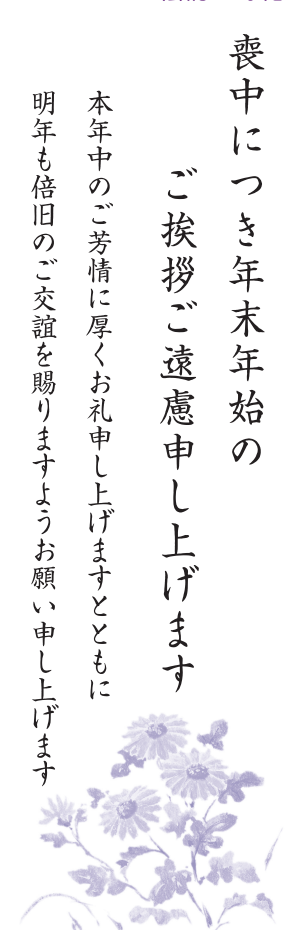 喪中につき年末年始の
ご挨拶ご遠慮申し上げます
本年中のご芳情に厚くお礼申し上げますとともに
明年も倍旧のご交誼を賜りますようお願い申し上げます